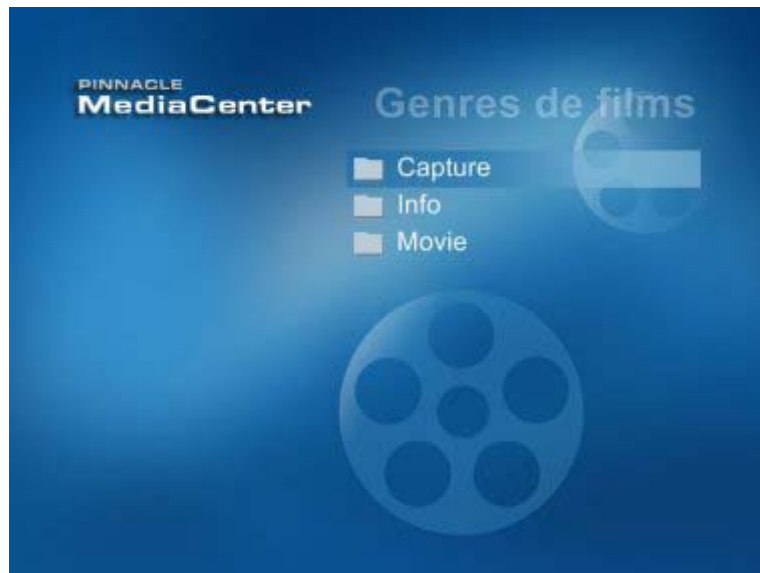 PINNACLE
MediaCenter
Genres de films
Capture
Info
Movie